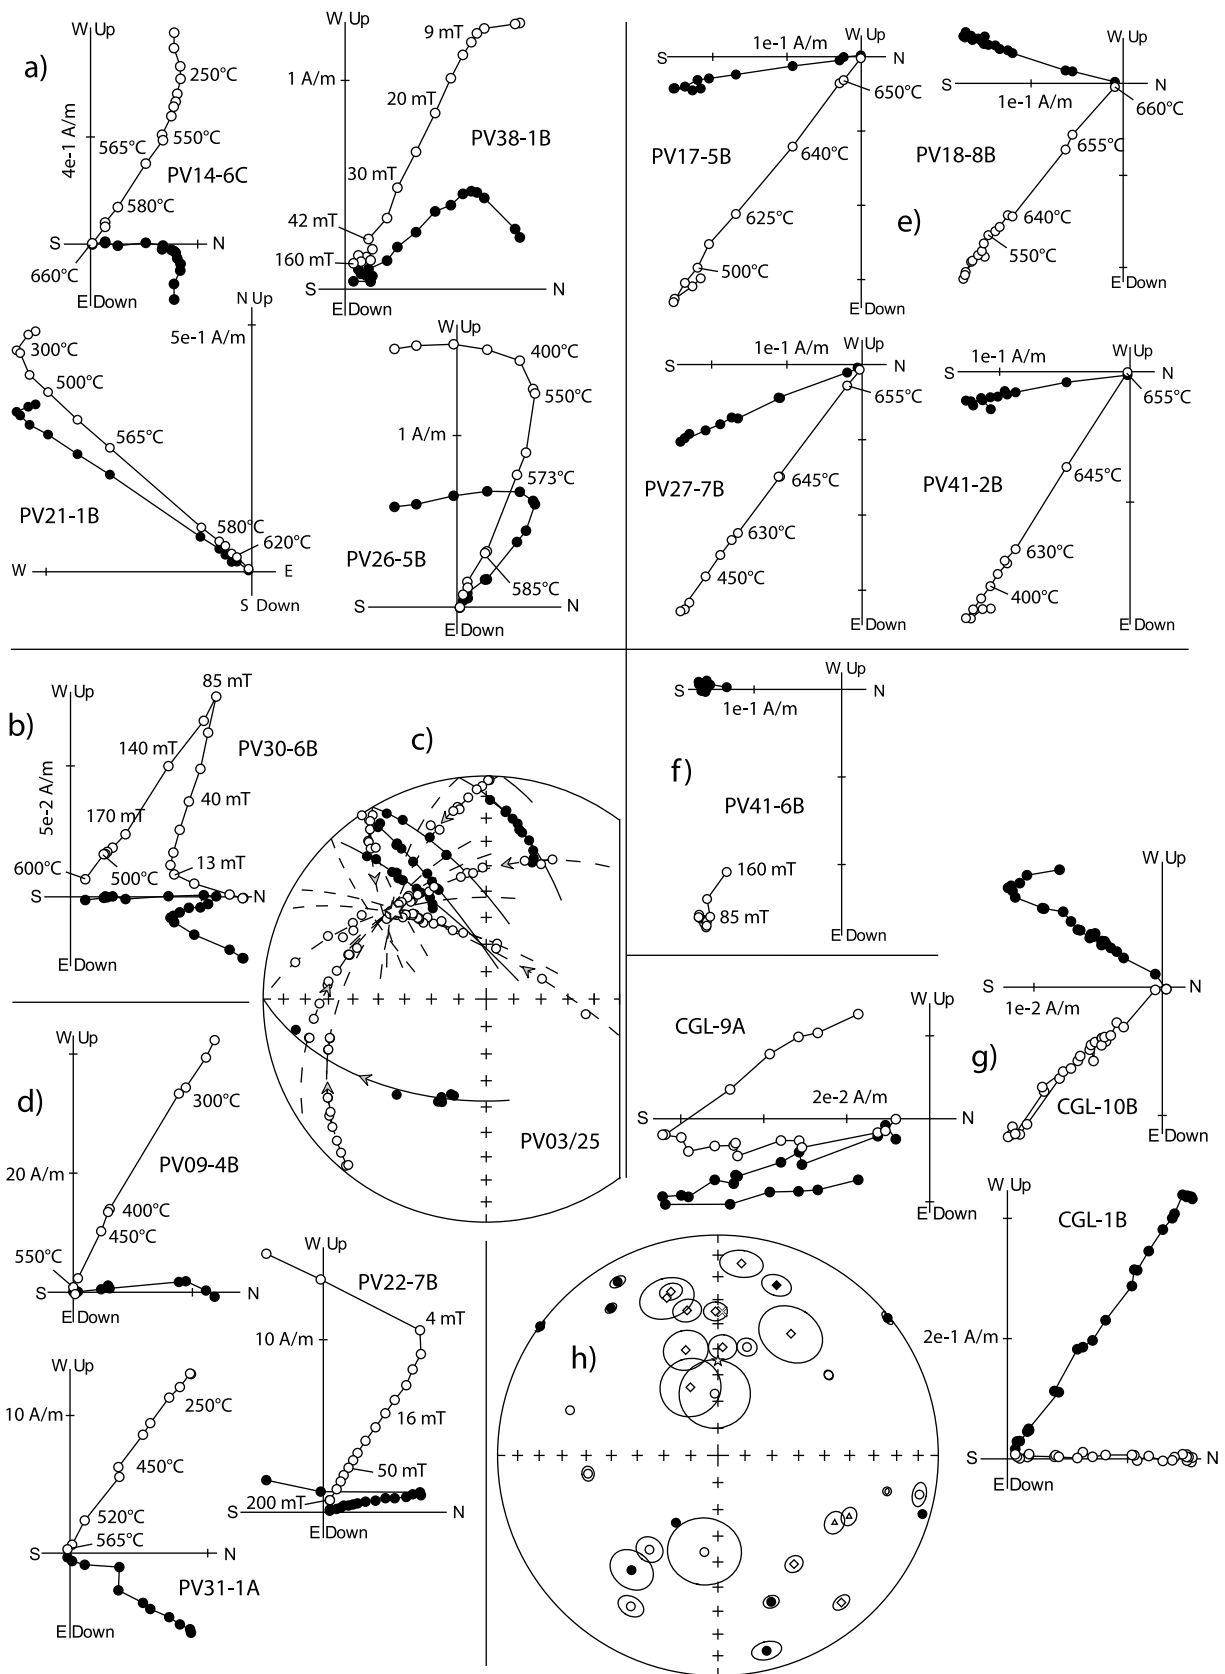 a)
W Up
250°C
4e-1 A/m
550°C
565°C
PV14-6C
580°C
S
N
660°C
E Down
W Up
9 mT
1 A/m
20 mT
PV38-1B
30 mT
42 mT
160 mT
S
N
E Down
N Up
5e-1 A/m
300°C
500°C
565°C
PV21-1B
580°C
620°C
W
E
S Down
W Up
400°C
550°C
1 A/m
573°C
PV26-5B
585°C
S
N
E Down
e)
W Up
1e-1 A/m
S
N
650°C
PV17-5B
640°C
625°C
500°C
E Down
W Up
S
N
1e-1 A/m
660°C
655°C
PV18-8B
640°C
550°C
E Down
W Up
1e-1 A/m
S
N
655°C
PV27-7B
645°C
630°C
450°C
E Down
W Up
1e-1 A/m
S
N
655°C
PV41-2B
645°C
630°C
400°C
E Down
b)
W Up
85 mT
PV30-6B
140 mT
5e-2 A/m
40 mT
170 mT
13 mT
600°C
500°C
S
N
E Down
c)
PV03/25
d)
W Up
300°C
PV09-4B
20 A/m
400°C
450°C
550°C
S
N
E Down
W Up
PV22-7B
4 mT
10 A/m
16 mT
50 mT
200 mT
S
N
E Down
W Up
250°C
10 A/m
450°C
520°C
565°C
S
N
PV31-1A
E Down
f)
W Up
S
N
1e-1 A/m
PV41-6B
160 mT
85 mT
E Down
g)
W Up
CGL-9A
2e-2 A/m
S
N
E Down
W Up
S
N
1e-2 A/m
CGL-10B
E Down
W Up
CGL-1B
2e-1 A/m
S
N
E Down
h)